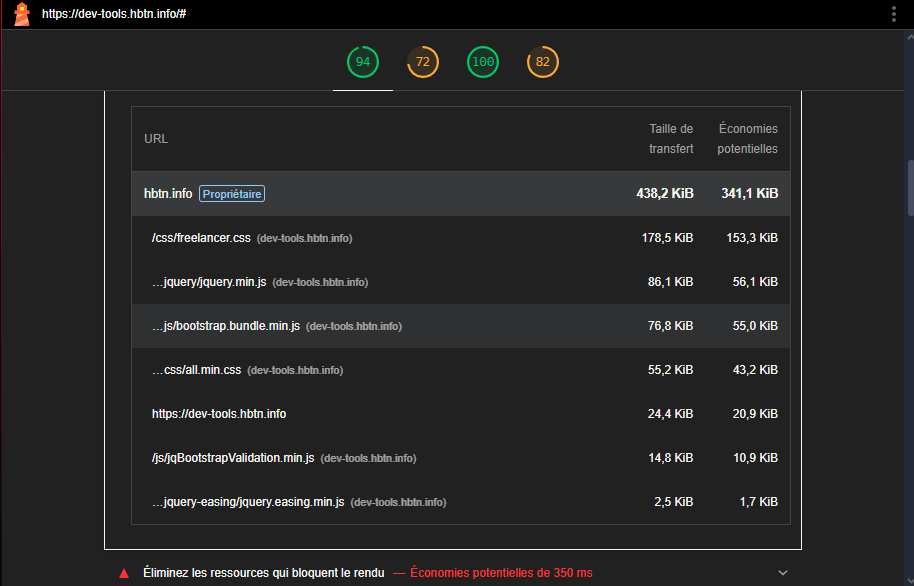 https://dev-tools.hbtn.info/#
94 72 100 82
URL Taille de transfert Économies potentielles
hbtn.info Propriétaire 438,2 KiB 341,1 KiB
/css/freelancer.css (dev-tools.hbtn.info) 178,5 KiB 153,3 KiB
…jquery/jquery.min.js (dev-tools.hbtn.info) 86,1 KiB 56,1 KiB
…js/bootstrap.bundle.min.js (dev-tools.hbtn.info) 76,8 KiB 55,0 KiB
…css/all.min.css (dev-tools.hbtn.info) 55,2 KiB 43,2 KiB
https://dev-tools.hbtn.info 24,4 KiB 20,9 KiB
/js/jqBootstrapValidation.min.js (dev-tools.hbtn.info) 14,8 KiB 10,9 KiB
…jquery-easing/jquery.easing.min.js (dev-tools.hbtn.info) 2,5 KiB 1,7 KiB
Éliminez les ressources qui bloquent le rendu — Économies potentielles de 350 ms